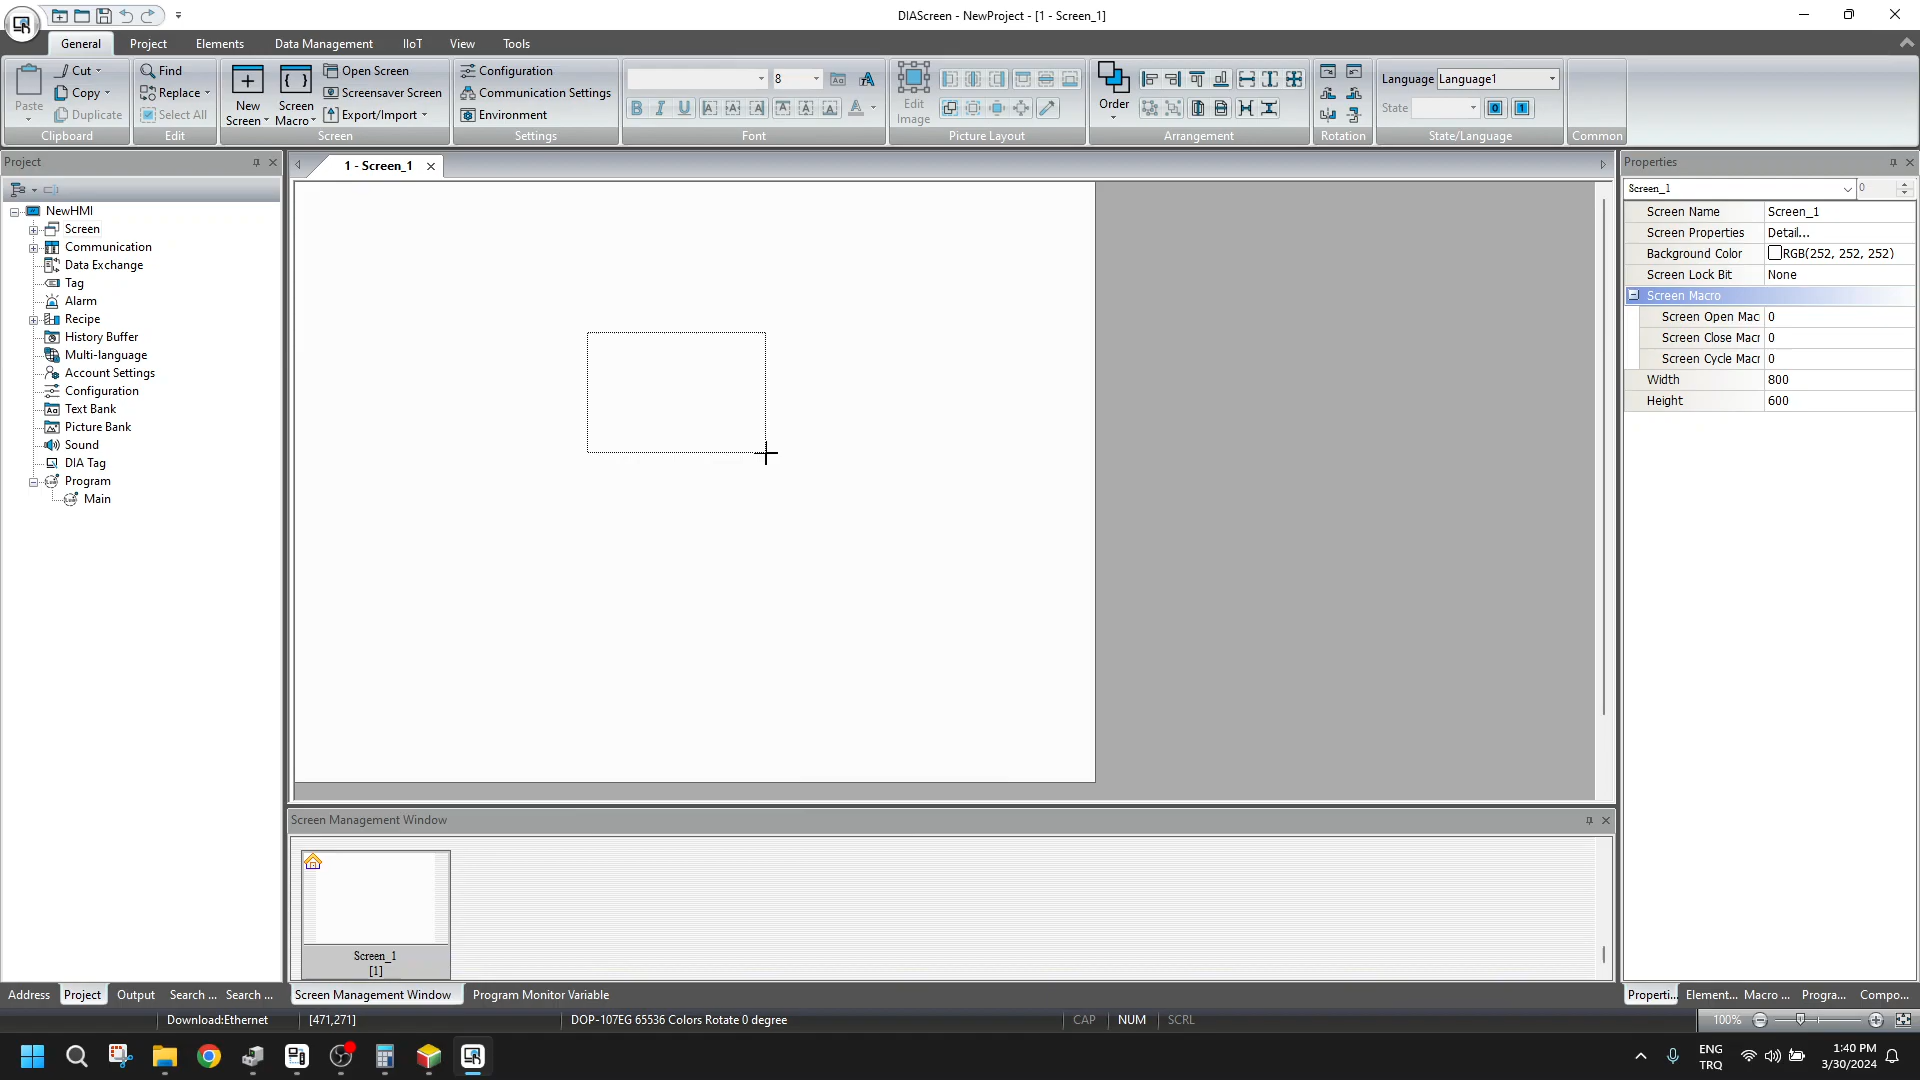 DIAScreen - NewProject - [1 - Screen_1]
General Project Elements Data Management IIoT View Tools
Paste
Cut
Copy
Duplicate
Clipboard
Find
Replace
Select All
Edit
New Screen
Screen Macro
Open Screen
Screensaver Screen
Export/Import
Screen
Configuration
Communication Settings
Environment
Settings
8
B I U
Font
Edit Image
Picture Layout
Order
Arrangement
Rotation
Language Language1
State
State/Language
Common
Project
NewHMI
Screen
Communication
Data Exchange
Tag
Alarm
Recipe
History Buffer
Multi-language
Account Settings
Configuration
Text Bank
Picture Bank
Sound
DIA Tag
Program
Main
1 - Screen_1
Properties
Screen_1 0
Screen Name Screen_1
Screen Properties Detail...
Background Color RGB(252, 252, 252)
Screen Lock Bit None
Screen Macro
Screen Open Mac 0
Screen Close Macr 0
Screen Cycle Macr 0
Width 800
Height 600
Screen Management Window
Screen_1
[1]
Address Project Output Search ... Search ...
Screen Management Window Program Monitor Variable
Properti... Element... Macro ... Progra... Compo...
Download:Ethernet [471,271] DOP-107EG 65536 Colors Rotate 0 degree CAP NUM SCRL 100%
ENG
TRQ
1:40 PM
3/30/2024